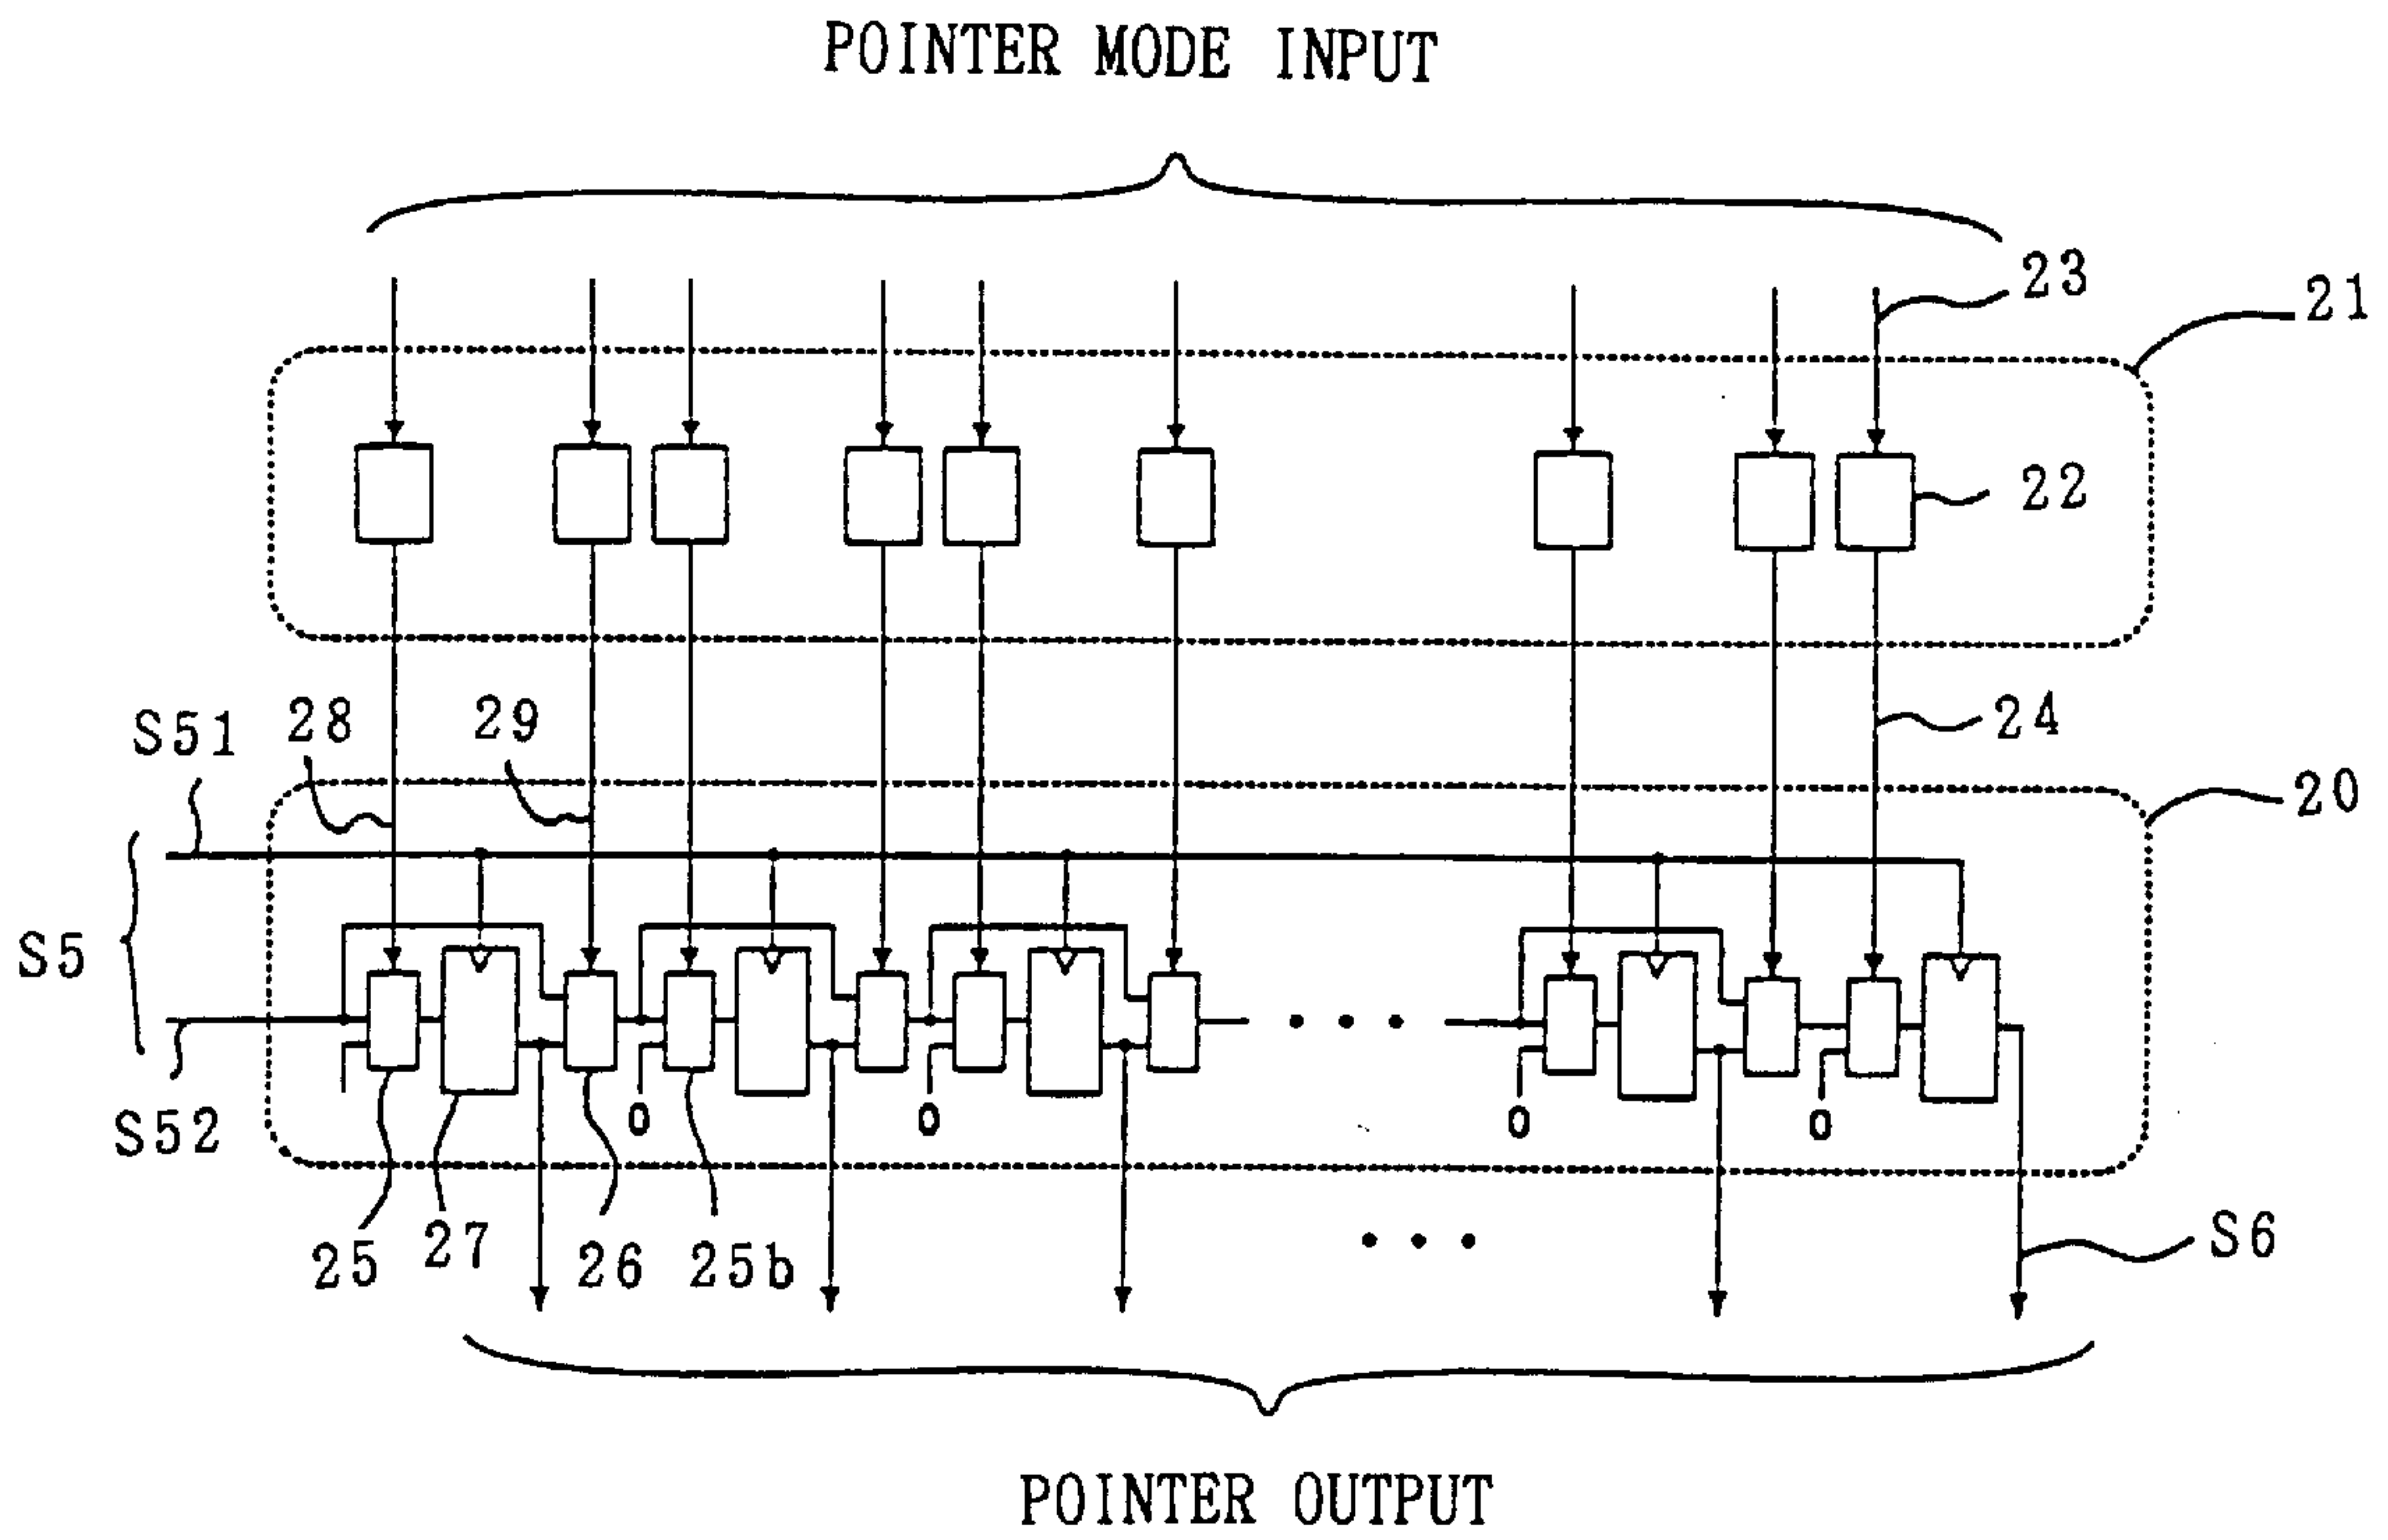 POINTER MODE INPUT
23
21
22
S51
28
29
24
20
S5
S52
0
0
0
0
25
27
26
25b
S6
POINTER OUTPUT